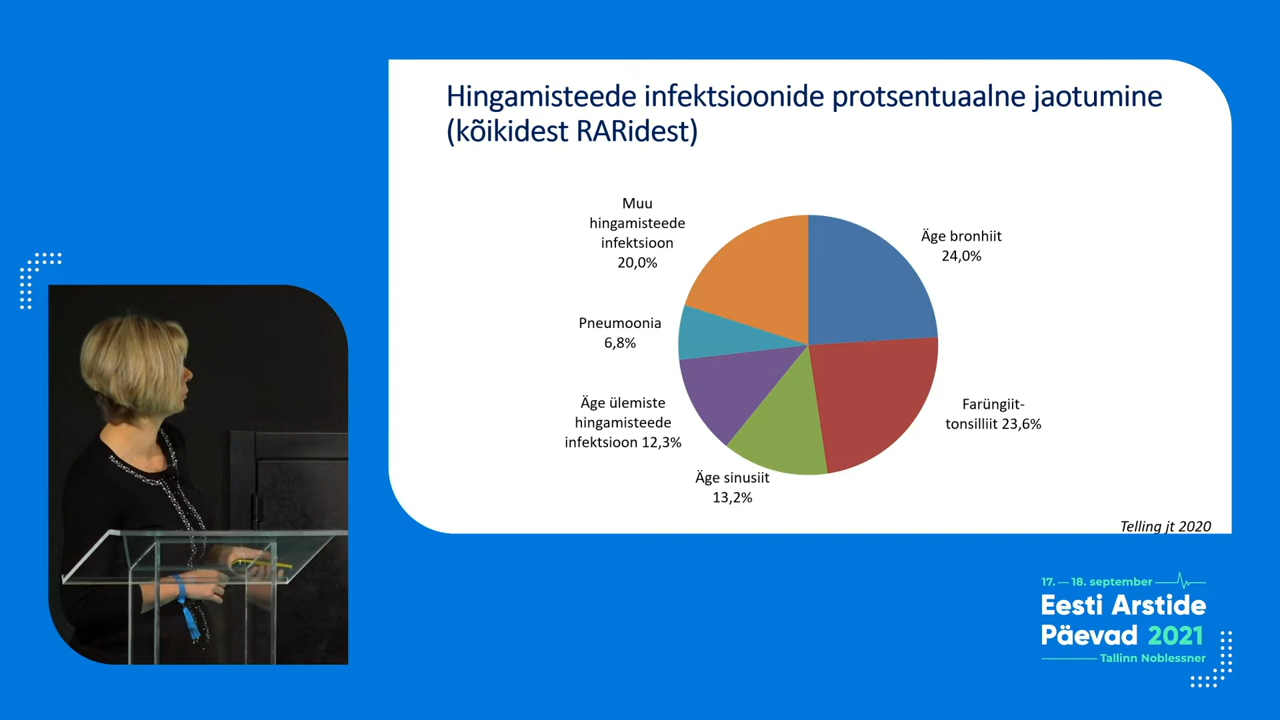 Hingamisteede infektsioonide protsentuaalne jaotumine
(kõikidest RARidest)
Muu
hingamisteede
infektsioon
20,0%
Äge bronhiit
24,0%
Pneumoonia
6,8%
Farüngiit-
tonsilliit 23,6%
Äge ülemiste
hingamisteede
infektsioon 12,3%
Äge sinusiit
13,2%
Telling jt 2020
17. — 18. september
Eesti Arstide
Päevad 2021
Tallinn Noblessner